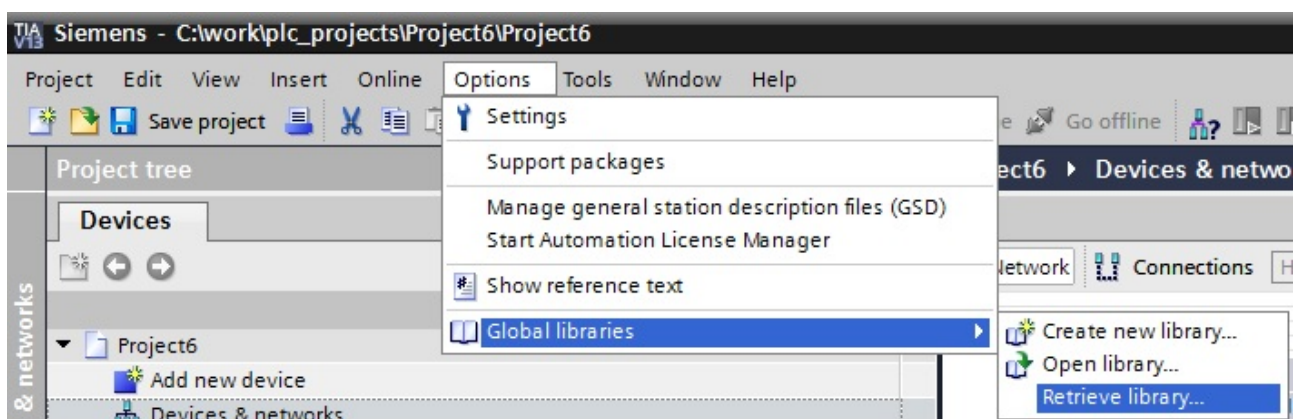 TIA V13 Siemens - C:\work\plc_projects\Project6\Project6
Project Edit View Insert Online Options Tools Window Help
Save project Go offline
Settings
Support packages
Manage general station description files (GSD)
Start Automation License Manager
Show reference text
Global libraries
Create new library...
Open library...
Retrieve library...
Project tree
Devices
Project6
Add new device
Devices & networks
& networks
ect6 Devices & netwo
Network Connections